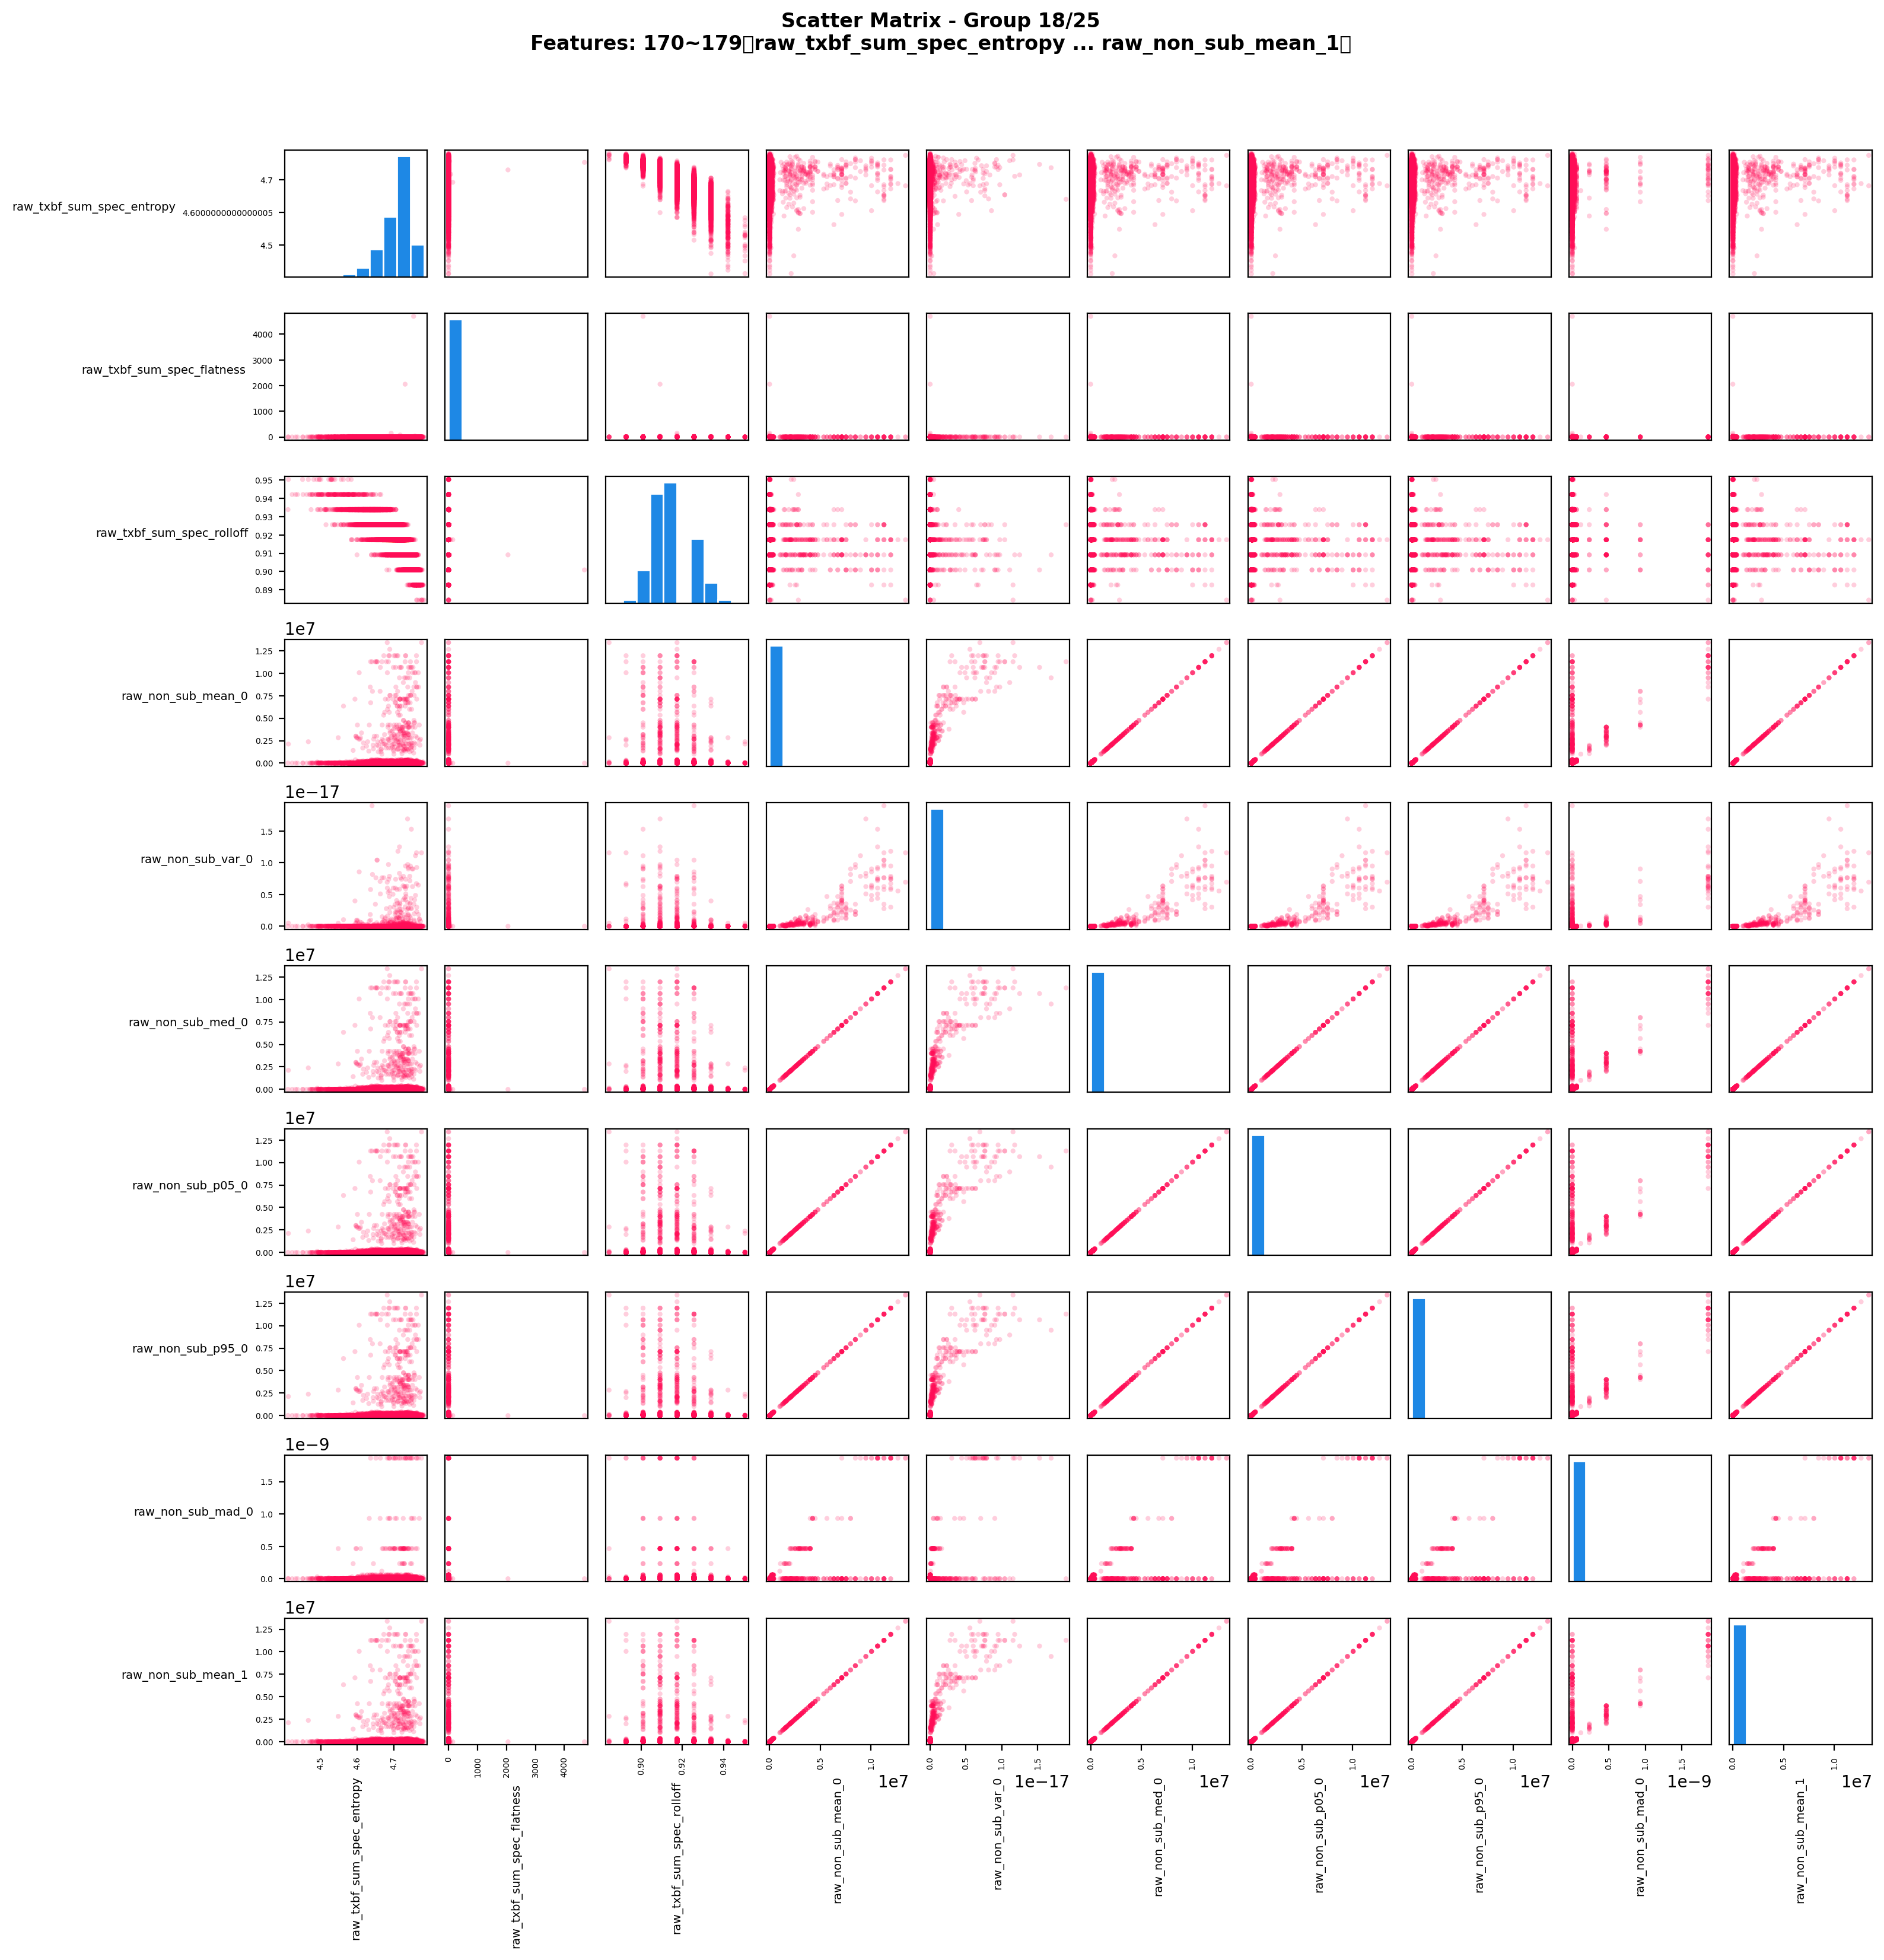 Scatter Matrix - Group 18/25
Features: 170~179▯raw_txbf_sum_spec_entropy ... raw_non_sub_mean_1▯
raw_txbf_sum_spec_entropy
4.7
4.6000000000000005
4.5
raw_txbf_sum_spec_flatness
4000
3000
2000
1000
0
raw_txbf_sum_spec_rolloff
0.95
0.94
0.93
0.92
0.91
0.90
0.89
1e7
raw_non_sub_mean_0
1.25
1.00
0.75
0.50
0.25
0.00
1e−17
raw_non_sub_var_0
1.5
1.0
0.5
0.0
1e7
raw_non_sub_med_0
1.25
1.00
0.75
0.50
0.25
0.00
1e7
raw_non_sub_p05_0
1.25
1.00
0.75
0.50
0.25
0.00
1e7
raw_non_sub_p95_0
1.25
1.00
0.75
0.50
0.25
0.00
1e−9
raw_non_sub_mad_0
1.5
1.0
0.5
0.0
1e7
raw_non_sub_mean_1
1.25
1.00
0.75
0.50
0.25
0.00
4.5 4.6 4.7
raw_txbf_sum_spec_entropy
0 1000 2000 3000 4000
raw_txbf_sum_spec_flatness
0.90 0.92 0.94
raw_txbf_sum_spec_rolloff
0.0 0.5 1.0
1e7
raw_non_sub_mean_0
0.0 0.5 1.0 1.5
1e−17
raw_non_sub_var_0
0.0 0.5 1.0
1e7
raw_non_sub_med_0
0.0 0.5 1.0
1e7
raw_non_sub_p05_0
0.0 0.5 1.0
1e7
raw_non_sub_p95_0
0.0 0.5 1.0 1.5
1e−9
raw_non_sub_mad_0
0.0 0.5 1.0
1e7
raw_non_sub_mean_1